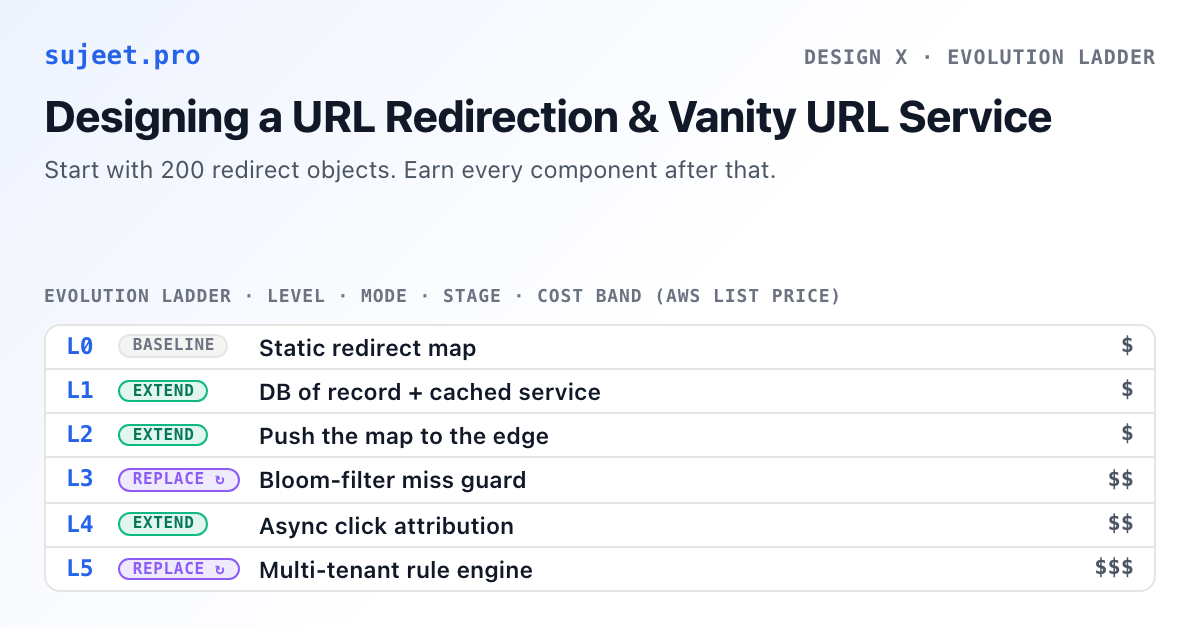 sujeet.pro
DESIGN X · EVOLUTION LADDER
Designing a URL Redirection & Vanity URL Service
Start with 200 redirect objects. Earn every component after that.
EVOLUTION LADDER · LEVEL · MODE · STAGE · COST BAND (AWS LIST PRICE)
L0 BASELINE Static redirect map $
L1 EXTEND DB of record + cached service $
L2 EXTEND Push the map to the edge $
L3 REPLACE ↻ Bloom-filter miss guard $$
L4 EXTEND Async click attribution $$
L5 REPLACE ↻ Multi-tenant rule engine $$$